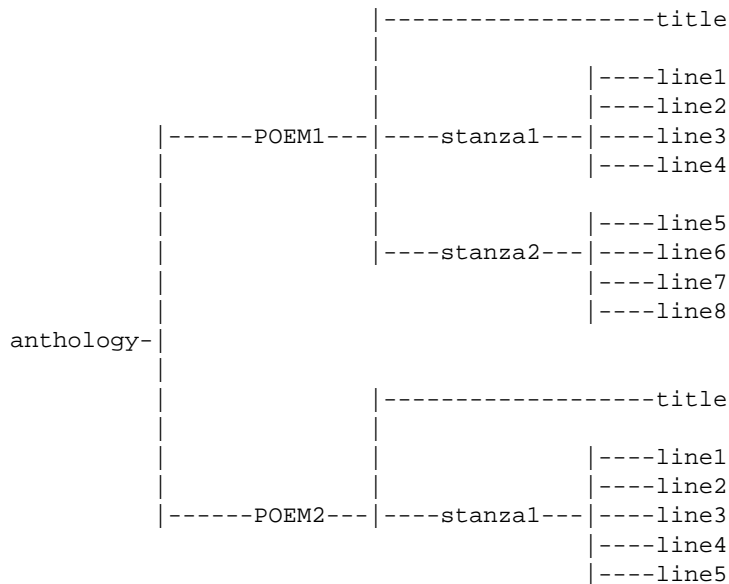 |-------------------title
|
| |----line1
| |----line2
|------POEM1---|----stanza1---|----line3
| | |----line4
| |
| | |----line5
| |----stanza2---|----line6
| |----line7
| |----line8
anthology-|
|
| |-------------------title
| |
| | |----line1
| | |----line2
|------POEM2---|----stanza1---|----line3
|----line4
|----line5